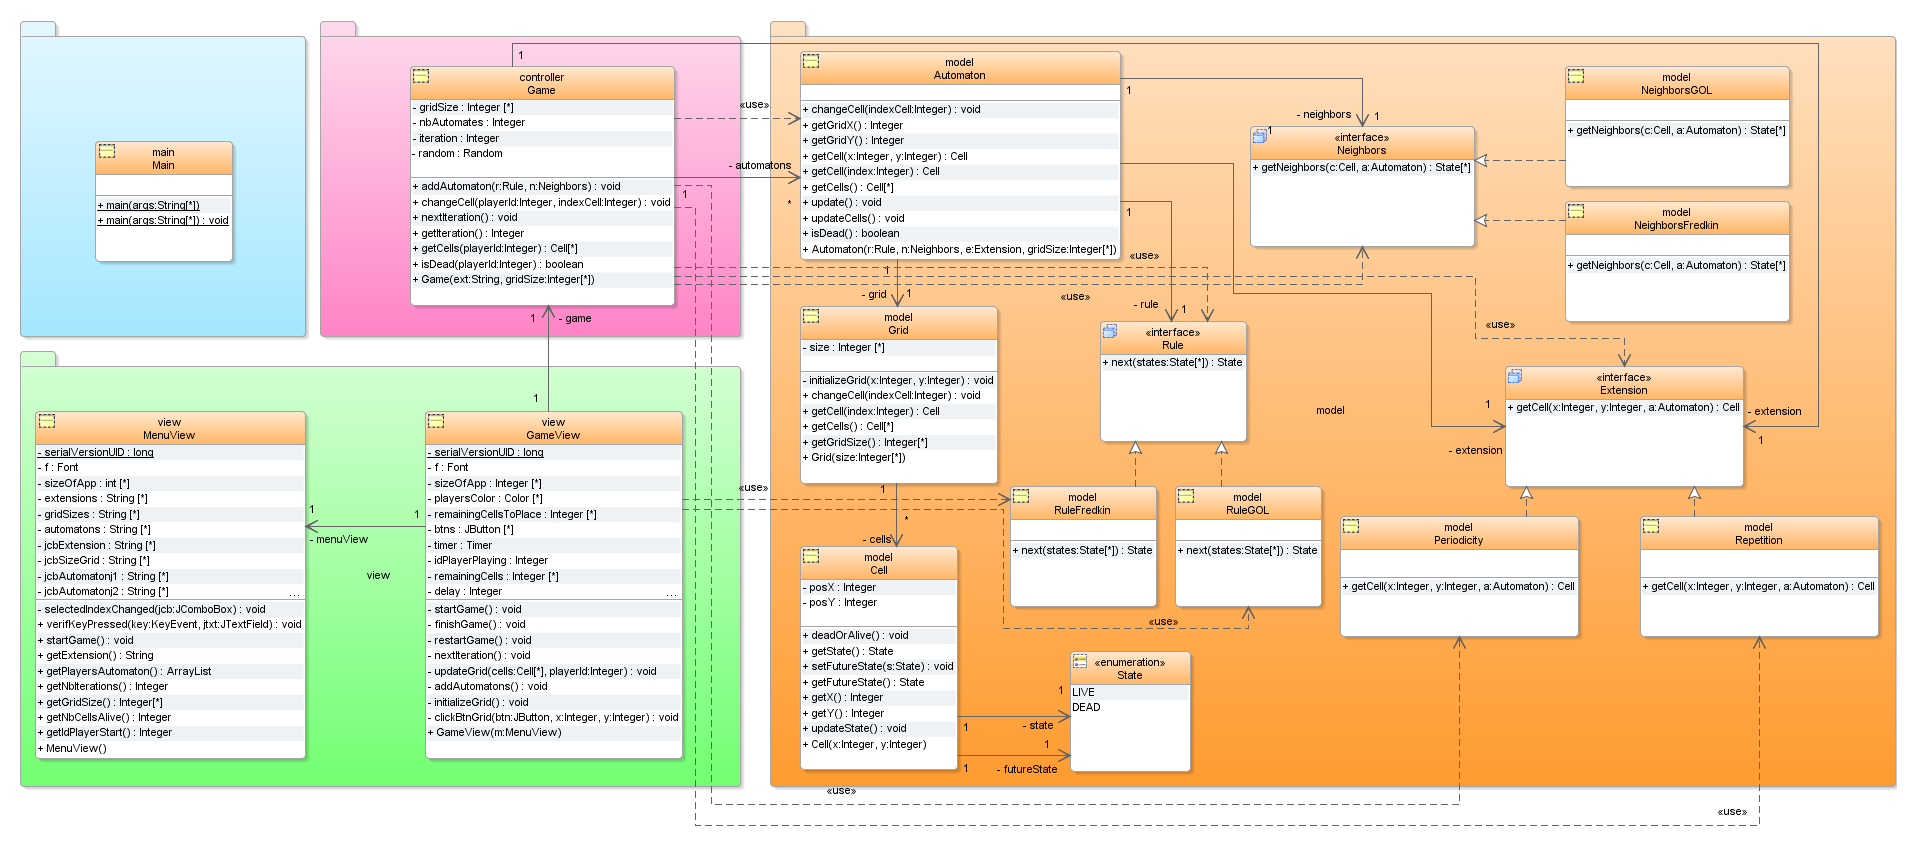 main
Main
+ main(args:String[*])
+ main(args:String[*]) : void
controller
Game
- gridSize : Integer [*]
- nbAutomates : Integer
- iteration : Integer
- random : Random
+ addAutomaton(r:Rule, n:Neighbors) : void
+ changeCell(playerId:Integer, indexCell:Integer) : void
+ nextIteration() : void
+ getIteration() : Integer
+ getCells(playerId:Integer) : Cell[*]
+ isDead(playerId:Integer) : boolean
+ Game(ext:String, gridSize:Integer[*])
1
«use»
- automatons
1
*
1
- game
1
model
Automaton
+ changeCell(indexCell:Integer) : void
+ getGridX() : Integer
+ getGridY() : Integer
+ getCell(x:Integer, y:Integer) : Cell
+ getCell(index:Integer) : Cell
+ getCells() : Cell[*]
+ update() : void
+ updateCells() : void
+ isDead() : boolean
+ Automaton(r:Rule, n:Neighbors, e:Extension, gridSize:Integer[*])
1
- neighbors
1
1
1
«use»
1
- grid
1
«use»
- rule
1
«interface»
Neighbors
+ getNeighbors(c:Cell, a:Automaton) : State[*]
model
NeighborsGOL
+ getNeighbors(c:Cell, a:Automaton) : State[*]
model
NeighborsFredkin
+ getNeighbors(c:Cell, a:Automaton) : State[*]
«use»
model
Grid
- size : Integer [*]
- initializeGrid(x:Integer, y:Integer) : void
+ changeCell(indexCell:Integer) : void
+ getCell(index:Integer) : Cell
+ getCells() : Cell[*]
+ getGridSize() : Integer[*]
+ Grid(size:Integer[*])
1
*
- cells
«interface»
Rule
+ next(states:State[*]) : State
model
«interface»
Extension
+ getCell(x:Integer, y:Integer, a:Automaton) : Cell
1
- extension
- extension
1
view
MenuView
- serialVersionUID : long
- f : Font
- sizeOfApp : int [*]
- extensions : String [*]
- gridSizes : String [*]
- automatons : String [*]
- jcbExtension : String [*]
- jcbSizeGrid : String [*]
- jcbAutomatonj1 : String [*]
- jcbAutomatonj2 : String [*]
...
- selectedIndexChanged(jcb:JComboBox) : void
+ verifKeyPressed(key:KeyEvent, jtxt:JTextField) : void
+ startGame() : void
+ getExtension() : String
+ getPlayersAutomaton() : ArrayList
+ getNbIterations() : Integer
+ getGridSize() : Integer[*]
+ getNbCellsAlive() : Integer
+ getIdPlayerStart() : Integer
+ MenuView()
1
1
- menuView
view
view
GameView
- serialVersionUID : long
- f : Font
- sizeOfApp : Integer [*]
- playersColor : Color [*]
- remainingCellsToPlace : Integer [*]
- btns : JButton [*]
- timer : Timer
- idPlayerPlaying : Integer
- remainingCells : Integer [*]
- delay : Integer
...
- startGame() : void
- finishGame() : void
- restartGame() : void
- nextIteration() : void
- updateGrid(cells:Cell[*], playerId:Integer) : void
- addAutomatons() : void
- initializeGrid() : void
- clickBtnGrid(btn:JButton, x:Integer, y:Integer) : void
+ GameView(m:MenuView)
«use»
model
RuleFredkin
+ next(states:State[*]) : State
model
RuleGOL
+ next(states:State[*]) : State
«use»
model
Periodicity
+ getCell(x:Integer, y:Integer, a:Automaton) : Cell
model
Repetition
+ getCell(x:Integer, y:Integer, a:Automaton) : Cell
model
Cell
- posX : Integer
- posY : Integer
+ deadOrAlive() : void
+ getState() : State
+ setFutureState(s:State) : void
+ getFutureState() : State
+ getX() : Integer
+ getY() : Integer
+ updateState() : void
+ Cell(x:Integer, y:Integer)
«enumeration»
State
LIVE
DEAD
1
1
- state
1
1
- futureState
«use»
«use»